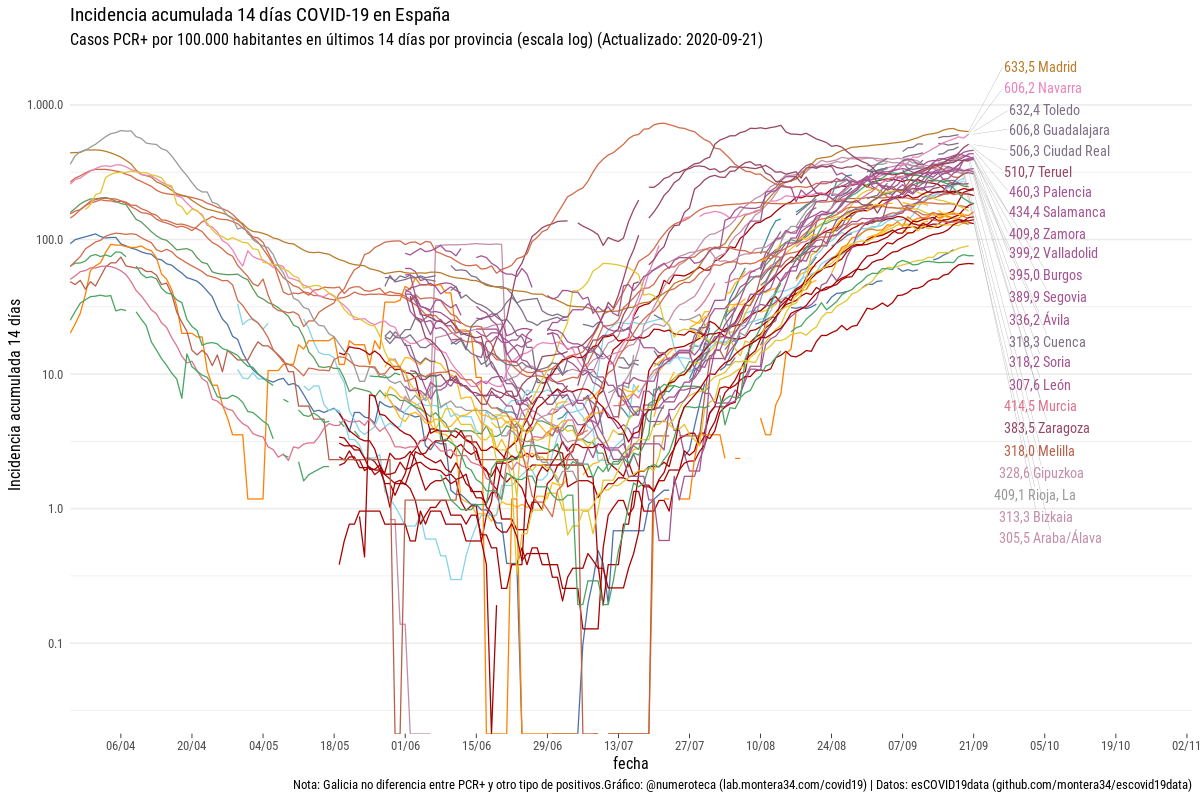 Incidencia acumulada 14 días COVID-19 en España
Casos PCR+ por 100.000 habitantes en últimos 14 días por provincia (escala log) (Actualizado: 2020-09-21)
633,5 Madrid
606,2 Navarra
632,4 Toledo
606,8 Guadalajara
506,3 Ciudad Real
510,7 Teruel
460,3 Palencia
434,4 Salamanca
409,8 Zamora
399,2 Valladolid
395,0 Burgos
389,9 Segovia
336,2 Ávila
318,3 Cuenca
318,2 Soria
307,6 León
414,5 Murcia
383,5 Zaragoza
318,0 Melilla
328,6 Gipuzkoa
409,1 Rioja, La
313,3 Bizkaia
305,5 Araba/Álava
1.000.0
100.0
10.0
1.0
0.1
Incidencia acumulada 14 días
06/04 20/04 04/05 18/05 01/06 15/06 29/06 13/07 27/07 10/08 24/08 07/09 21/09 05/10 19/10 02/11
fecha
Nota: Galicia no diferencia entre PCR+ y otro tipo de positivos.Gráfico: @numeroteca (lab.montera34.com/covid19) | Datos: esCOVID19data (github.com/montera34/escovid19data)